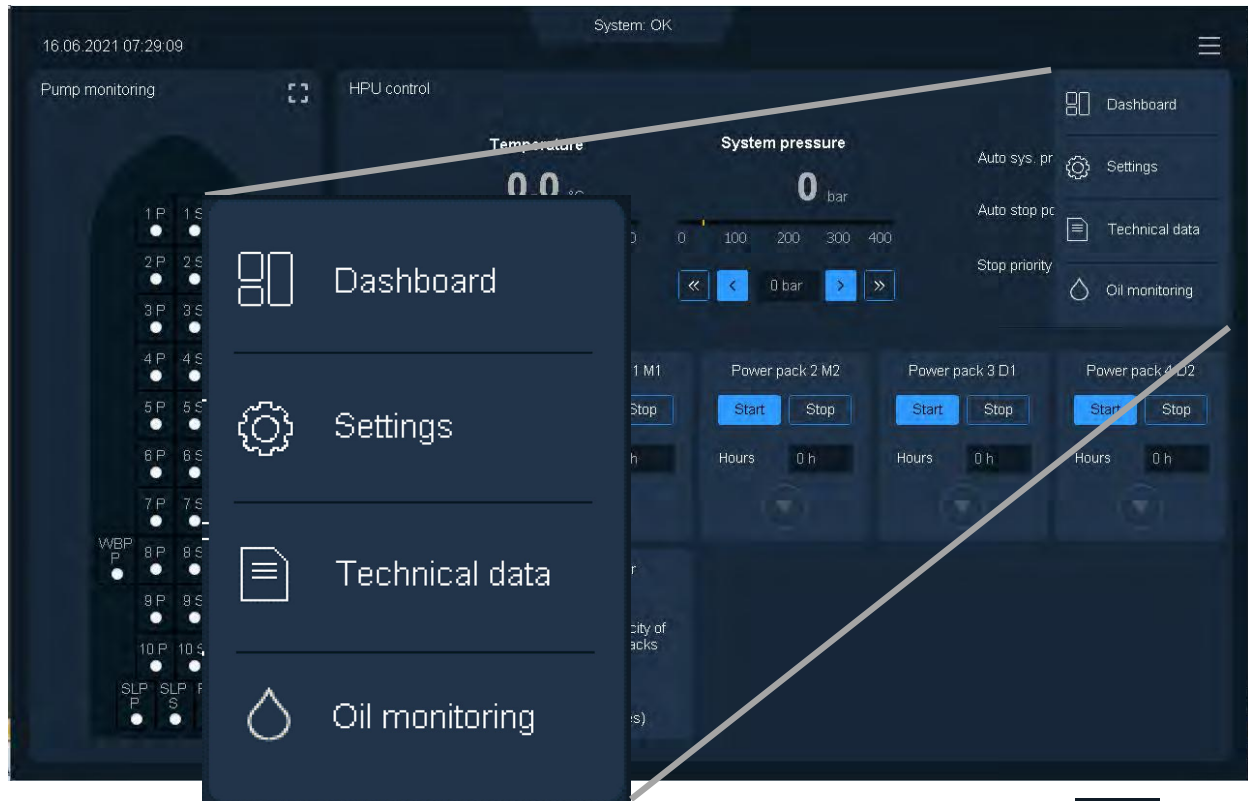 System: OK
16.06.2021 07:29:09
Pump monitoring
HPU control
Temperature
0.0 °C
System pressure
0 bar
0 100 200 300 400
« < 0 bar > »
Auto sys. pr
Auto stop po
Stop priority
Dashboard
Settings
Technical data
Oil monitoring
1 P 1 S
2 P 2 S
3 P 3 S
4 P 4 S
5 P 5 S
6 P 6 S
7 P 7 S
WBP
P
8 P 8 S
9 P 9 S
10 P 10 S
SLP SLP
P S
Dashboard
Settings
Technical data
Oil monitoring
1 M1
Stop
h
Power pack 2 M2
Start Stop
Hours 0 h
Power pack 3 D1
Start Stop
Hours 0 h
Power pack 4 D2
Start Stop
Hours 0 h
r
city of
acks
s)